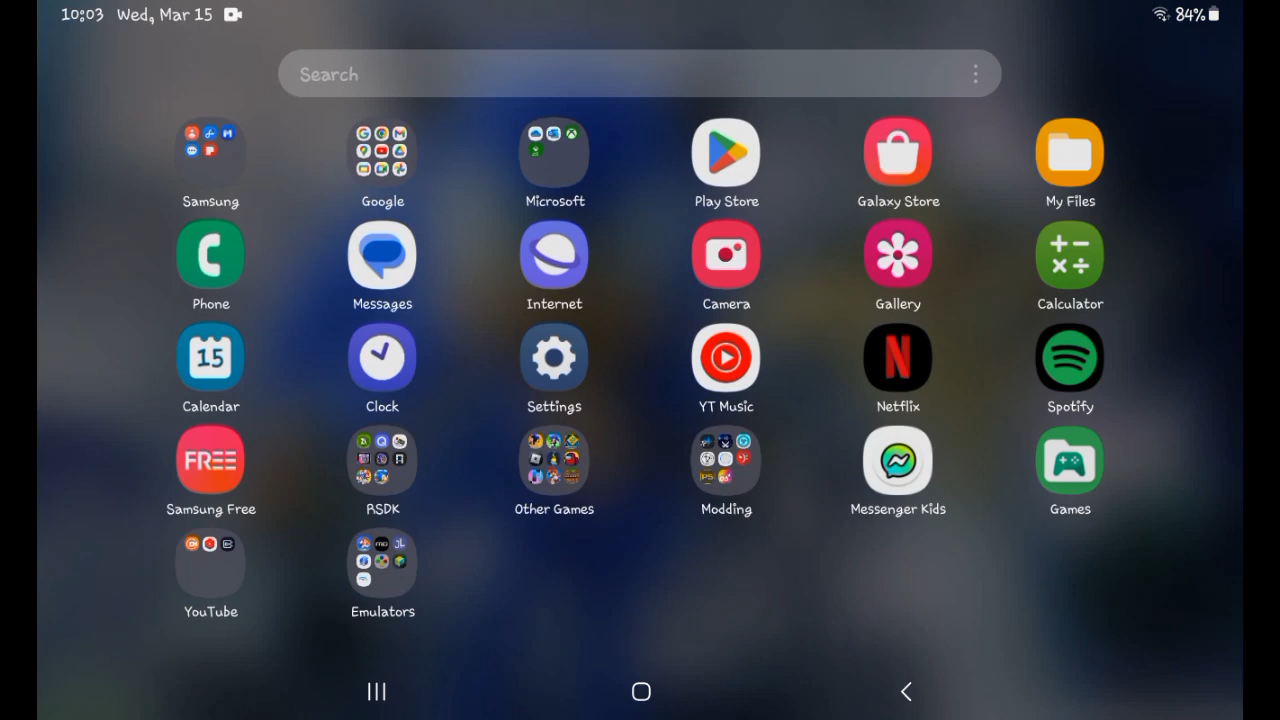 10:03 Wed, Mar 15 84%
Search
Samsung Google Microsoft Play Store Galaxy Store My Files
Phone Messages Internet Camera Gallery Calculator
15
Calendar Clock Settings YT Music Netflix Spotify
FREE
Samsung Free RSDK Other Games Modding Messenger Kids Games
YouTube Emulators